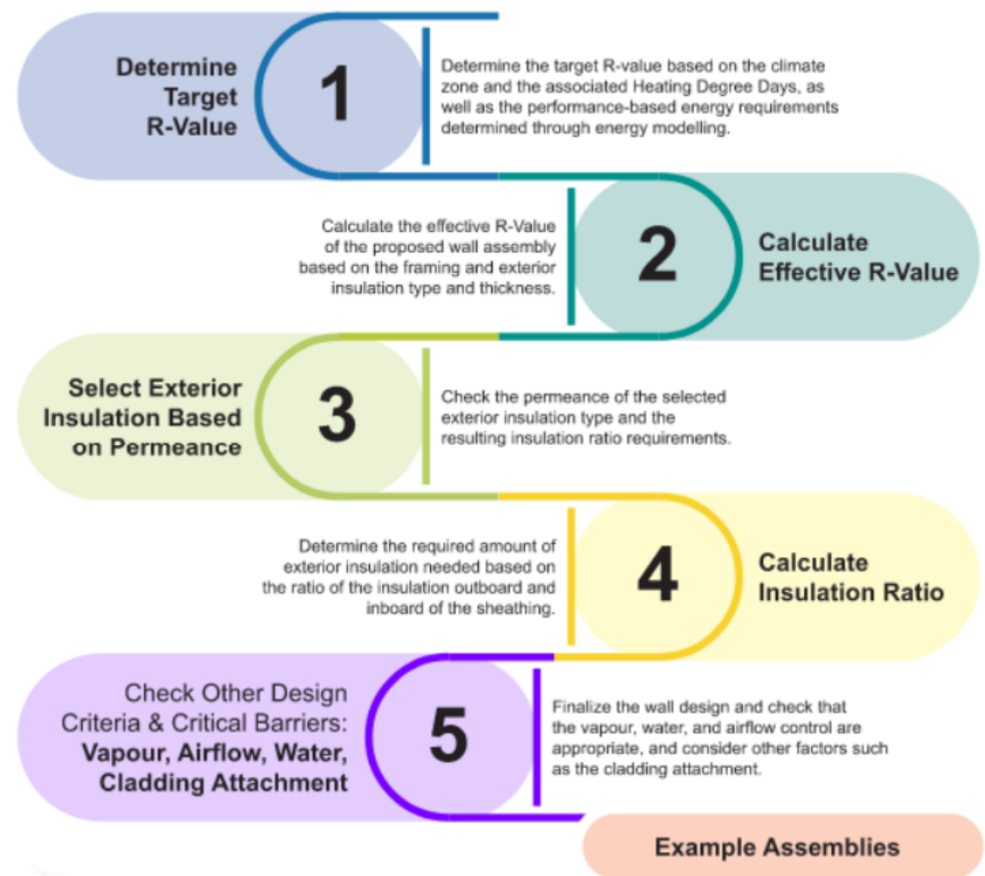 Determine
Target
R-Value
1
Determine the target R-value based on the climate
zone and the associated Heating Degree Days, as
well as the performance-based energy requirements
determined through energy modelling.
Calculate the effective R-Value
of the proposed wall assembly
based on the framing and exterior
insulation type and thickness.
2
Calculate
Effective R-Value
Select Exterior
Insulation Based
on Permeance
3
Check the permeance of the selected
exterior insulation type and the
resulting insulation ratio requirements.
Determine the required amount of
exterior insulation needed based on
the ratio of the insulation outboard and
inboard of the sheathing.
4
Calculate
Insulation Ratio
Check Other Design
Criteria & Critical Barriers:
Vapour, Airflow, Water,
Cladding Attachment
5
Finalize the wall design and check that
the vapour, water, and airflow control are
appropriate, and consider other factors such
as the cladding attachment.
Example Assemblies